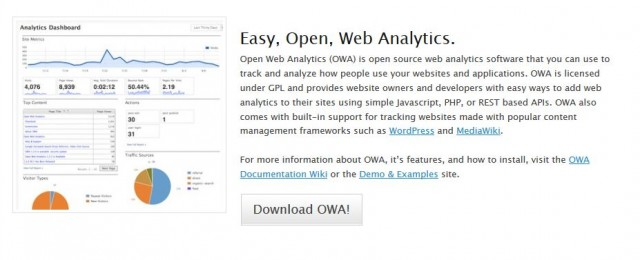 Analytics Dashboard
Site Metrics
4,076
8,939
0:02:12
50.44%
2.19
Top Content
Actions
30
1
31
Visitor Types
Traffic Sources
Easy, Open, Web Analytics.
Open Web Analytics (OWA) is open source web analytics software that you can use to
track and analyze how people use your websites and applications. OWA is licensed
under GPL and provides website owners and developers with easy ways to add web
analytics to their sites using simple Javascript, PHP, or REST based APIs. OWA also
comes with built-in support for tracking websites made with popular content
management frameworks such as WordPress and MediaWiki.
For more information about OWA, it's features, and how to install, visit the OWA
Documentation Wiki or the Demo & Examples site.
Download OWA!